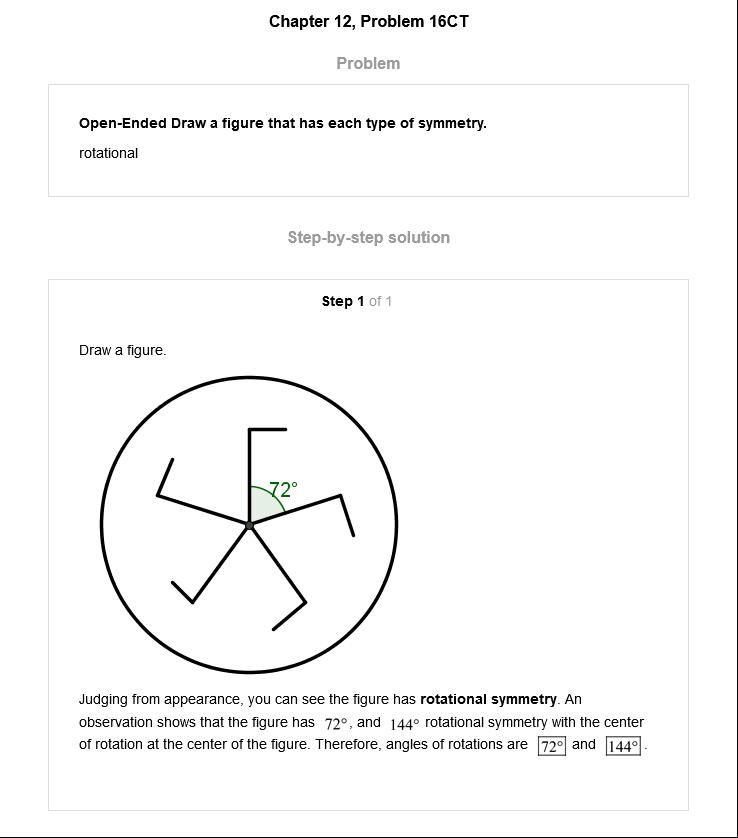 Chapter 12, Problem 16CT
Problem
Open-Ended Draw a figure that has each type of symmetry.
rotational
Step-by-step solution
Step 1 of 1
Draw a figure.
72°
Judging from appearance, you can see the figure has rotational symmetry. An
observation shows that the figure has 72°, and 144° rotational symmetry with the center
of rotation at the center of the figure. Therefore, angles of rotations are 72° and 144°.